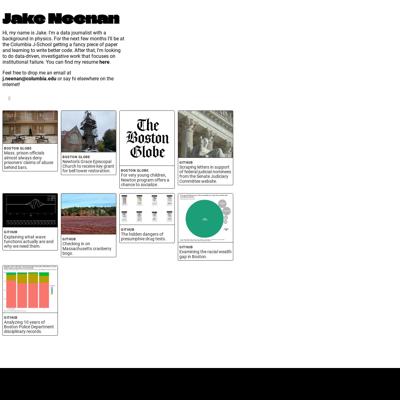 Jake Neenan
Hi, my name is Jake. I'm a data journalist with a
background in physics. For the next few months I'll be at
the Columbia J-School getting a fancy piece of paper
and learning to write better code. After that, I'm looking
to do data-driven, investigative work that focuses on
institutional failure. You can find my resume here.
Feel free to drop me an email at
j.neenan@columbia.edu or say hi elsewhere on the
internet!
BOSTON GLOBE
Mass. prison officials
almost always deny
prisoners' claims of abuse
behind bars.
BOSTON GLOBE
Newton's Grace Episcopal
Church to receive key grant
for bell tower restoration.
The
Boston
Globe
BOSTON GLOBE
For very young children,
Newton program offers a
chance to socialize.
GITHUB
Scraping letters in support
of federal judicial nominees
from the Senate Judiciary
Committee website.
GITHUB
Explaining what wave
functions actually are and
why we need them.
GITHUB
Checking in on
Massachusetts cranberry
bogs.
GITHUB
The hidden dangers of
presumptive drug tests.
GITHUB
Examining the racial wealth
gap in Boston.
GITHUB
Analyzing 10 years of
Boston Police Department
disciplinary records.